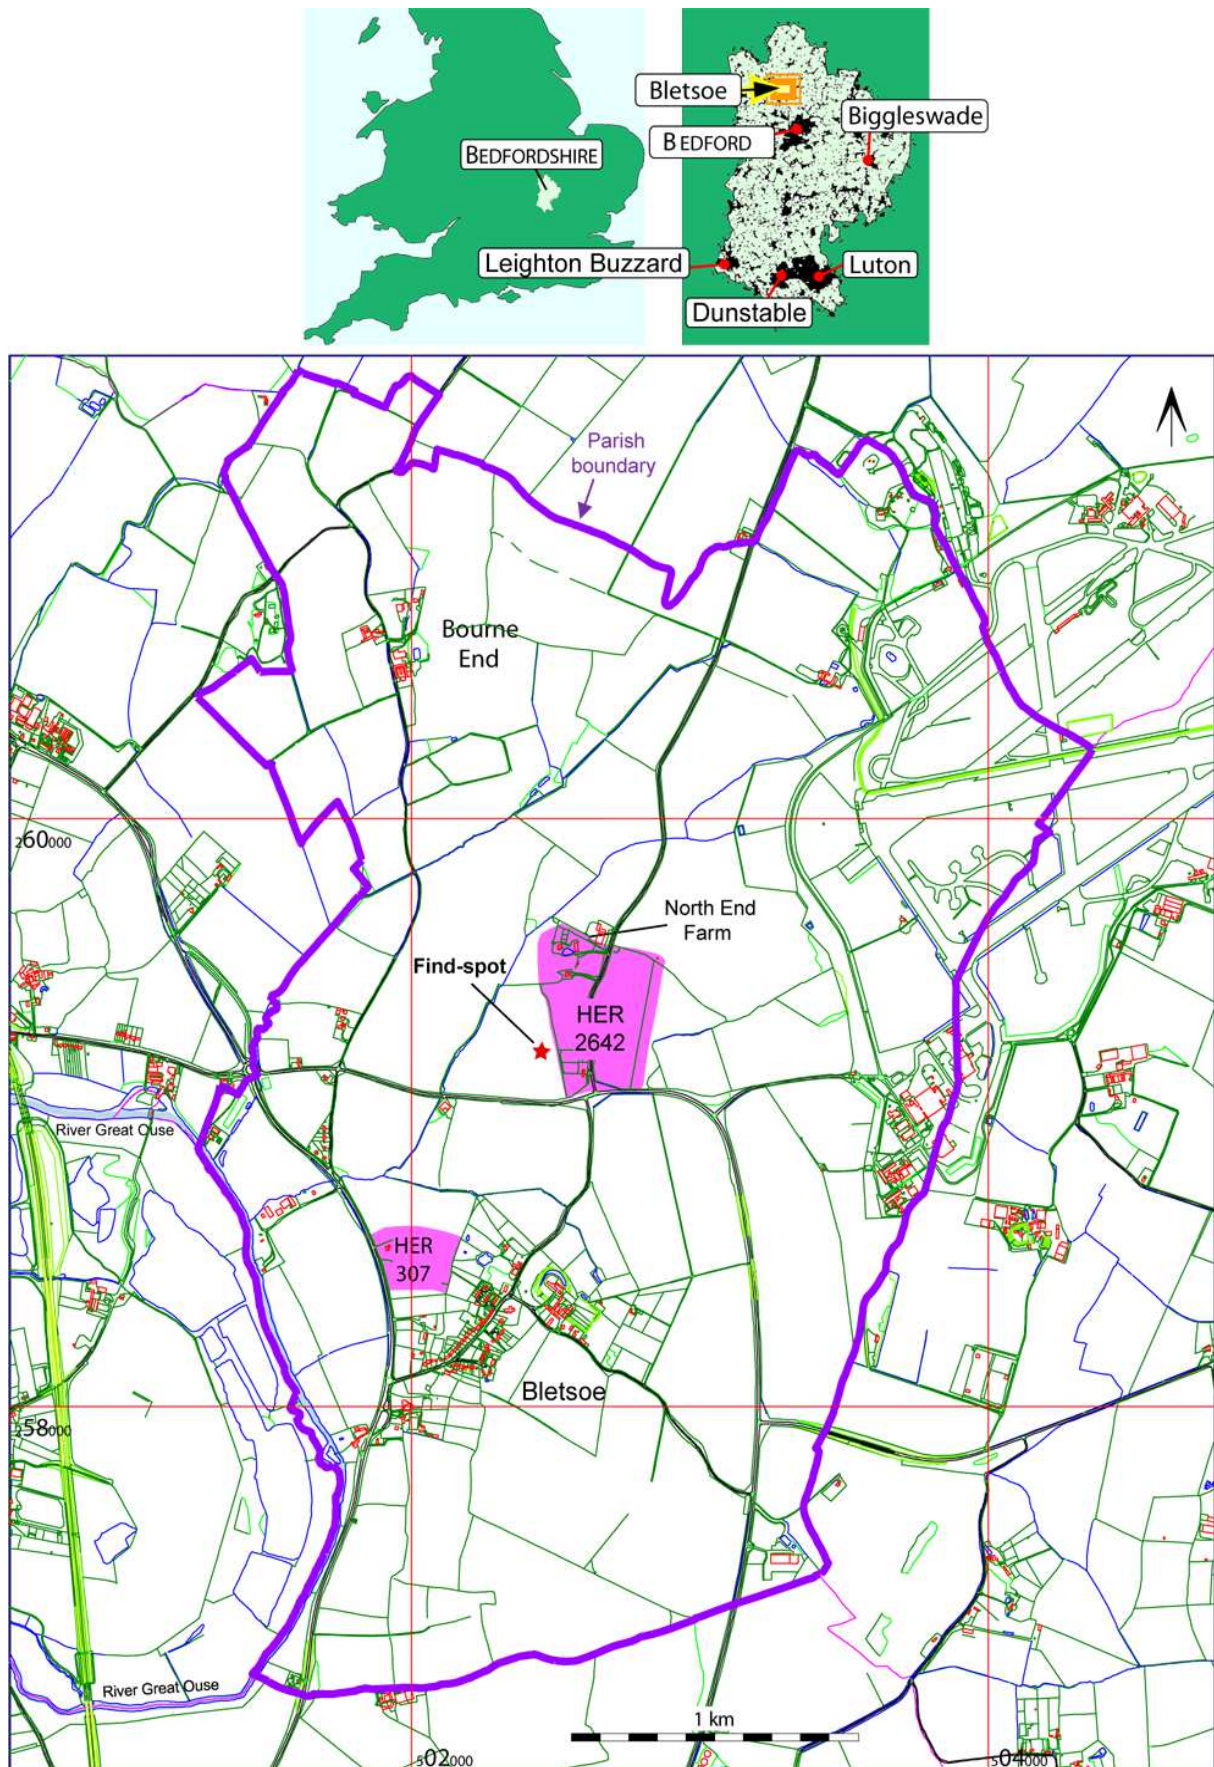 BEDFORDSHIRE
Bletsoe
BEDFORD
Biggleswade
Leighton Buzzard
Luton
Dunstable
Parish
boundary
Bourne
End
260000
North End
Farm
Find-spot
HER
2642
River Great Ouse
HER
307
Bletsoe
258000
River Great Ouse
1 km
502000
504000